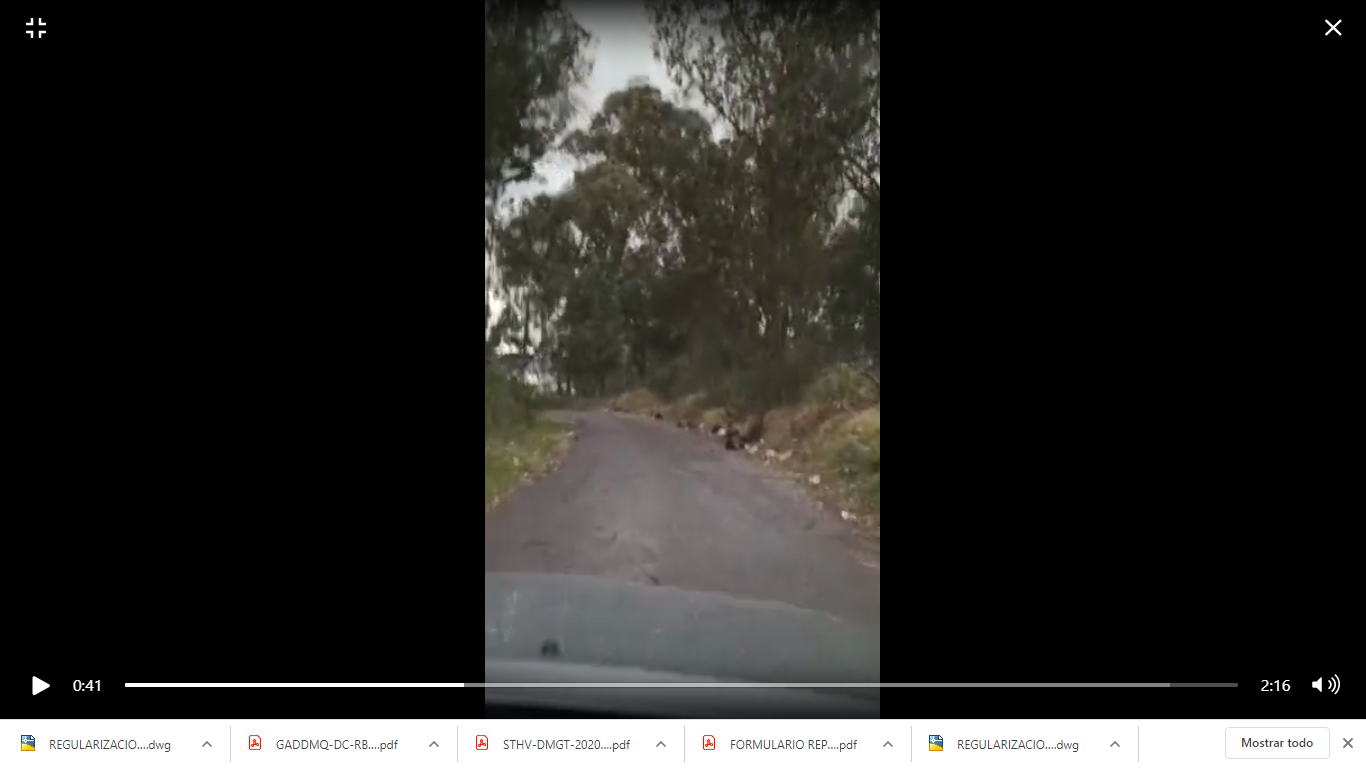 0:41
2:16
REGULARIZACIO....dwg
GADDMQ-DC-RB....pdf
STHV-DMGT-2020....pdf
FORMULARIO REP....pdf
REGULARIZACIO....dwg
Mostrar todo